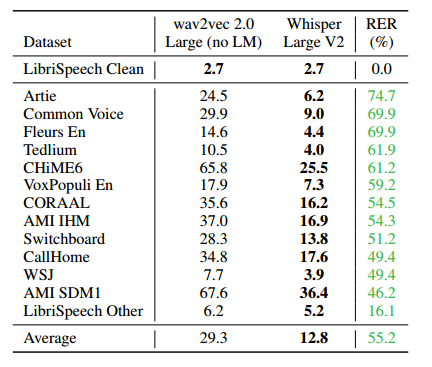 Dataset wav2vec 2.0 Large (no LM) Whisper Large V2 RER (%)
LibriSpeech Clean 2.7 2.7 0.0
Artie 24.5 6.2 74.7
Common Voice 29.9 9.0 69.9
Fleurs En 14.6 4.4 69.9
Tedlium 10.5 4.0 61.9
CHiME6 65.8 25.5 61.2
VoxPopuli En 17.9 7.3 59.2
CORAAL 35.6 16.2 54.5
AMI IHM 37.0 16.9 54.3
Switchboard 28.3 13.8 51.2
CallHome 34.8 17.6 49.4
WSJ 7.7 3.9 49.4
AMI SDM1 67.6 36.4 46.2
LibriSpeech Other 6.2 5.2 16.1
Average 29.3 12.8 55.2